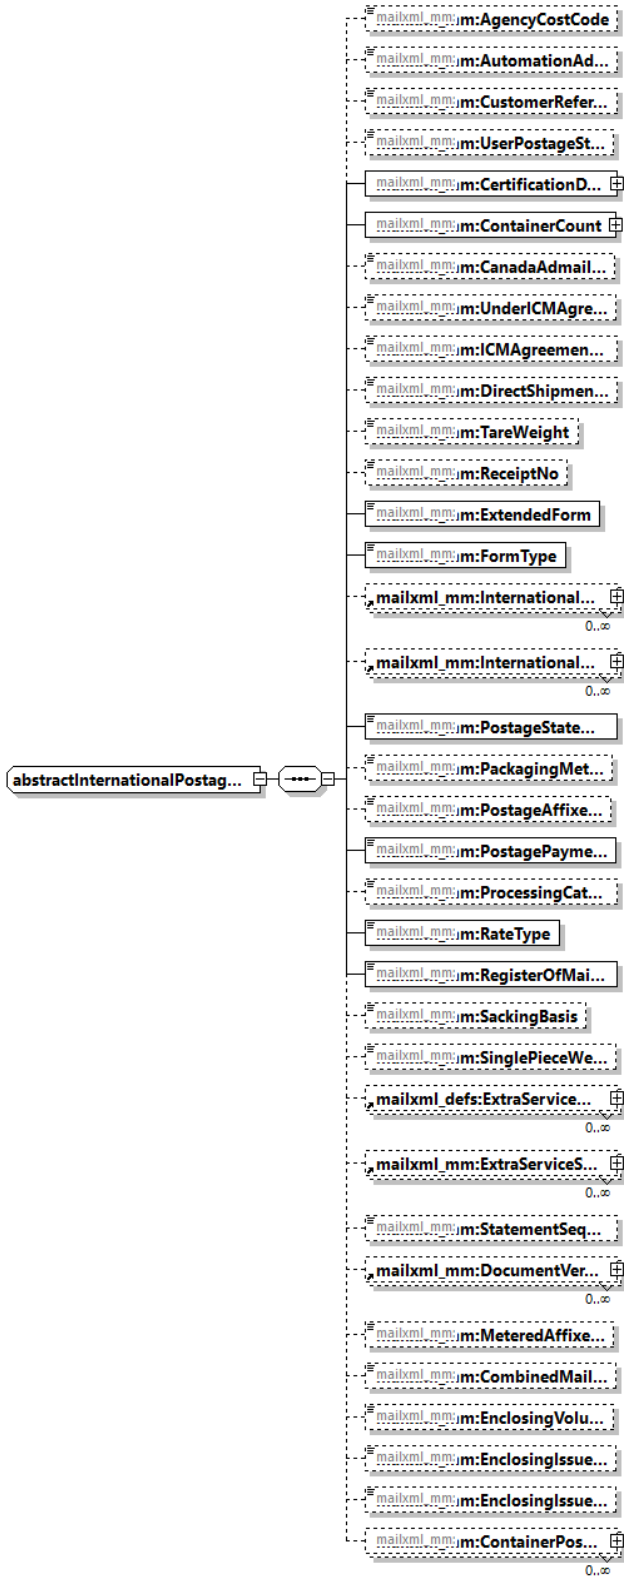 mailxml_mm:AgencyCostCode
mailxml_mm:AutomationAd...
mailxml_mm:CustomerRefer...
mailxml_mm:UserPostageSt...
mailxml_mm:CertificationD...
mailxml_mm:ContainerCount
mailxml_mm:CanadaAdmail...
mailxml_mm:UnderICMAgre...
mailxml_mm:ICMAgreemen...
mailxml_mm:DirectShipmen...
mailxml_mm:TareWeight
mailxml_mm:ReceiptNo
mailxml_mm:ExtendedForm
mailxml_mm:FormType
mailxml_mm:International...
0..∞
mailxml_mm:International...
0..∞
mailxml_mm:PostageState...
mailxml_mm:PackagingMet...
abstractInternationalPostag...
mailxml_mm:PostageAffixe...
mailxml_mm:PostagePayme...
mailxml_mm:ProcessingCat...
mailxml_mm:RateType
mailxml_mm:RegisterOfMai...
mailxml_mm:SackingBasis
mailxml_mm:SinglePieceWe...
mailxml_defs:ExtraService...
0..∞
mailxml_mm:ExtraServiceS...
0..∞
mailxml_mm:StatementSeq...
mailxml_mm:DocumentVer...
0..∞
mailxml_mm:MeteredAffixe...
mailxml_mm:CombinedMail...
mailxml_mm:EnclosingVolu...
mailxml_mm:EnclosingIssue...
mailxml_mm:EnclosingIssue...
mailxml_mm:ContainerPos...
0..∞